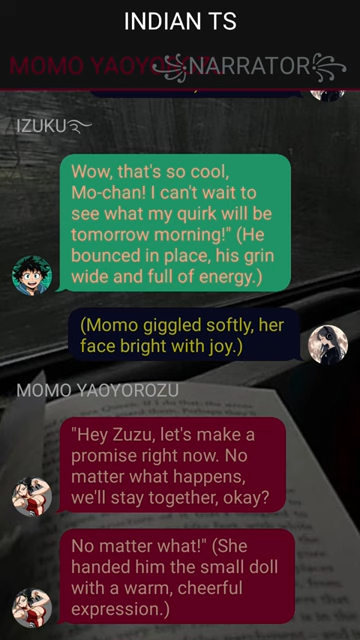 INDIAN TS
MOMO YAOYOROZU
NARRATOR
IZUKU
Wow, that's so cool,
Mo-chan! I can't wait to
see what my quirk will be
tomorrow morning!" (He
bounced in place, his grin
wide and full of energy.)
(Momo giggled softly, her
face bright with joy.)
MOMO YAOYOROZU
"Hey Zuzu, let's make a
promise right now. No
matter what happens,
we'll stay together, okay?
No matter what!" (She
handed him the small doll
with a warm, cheerful
expression.)